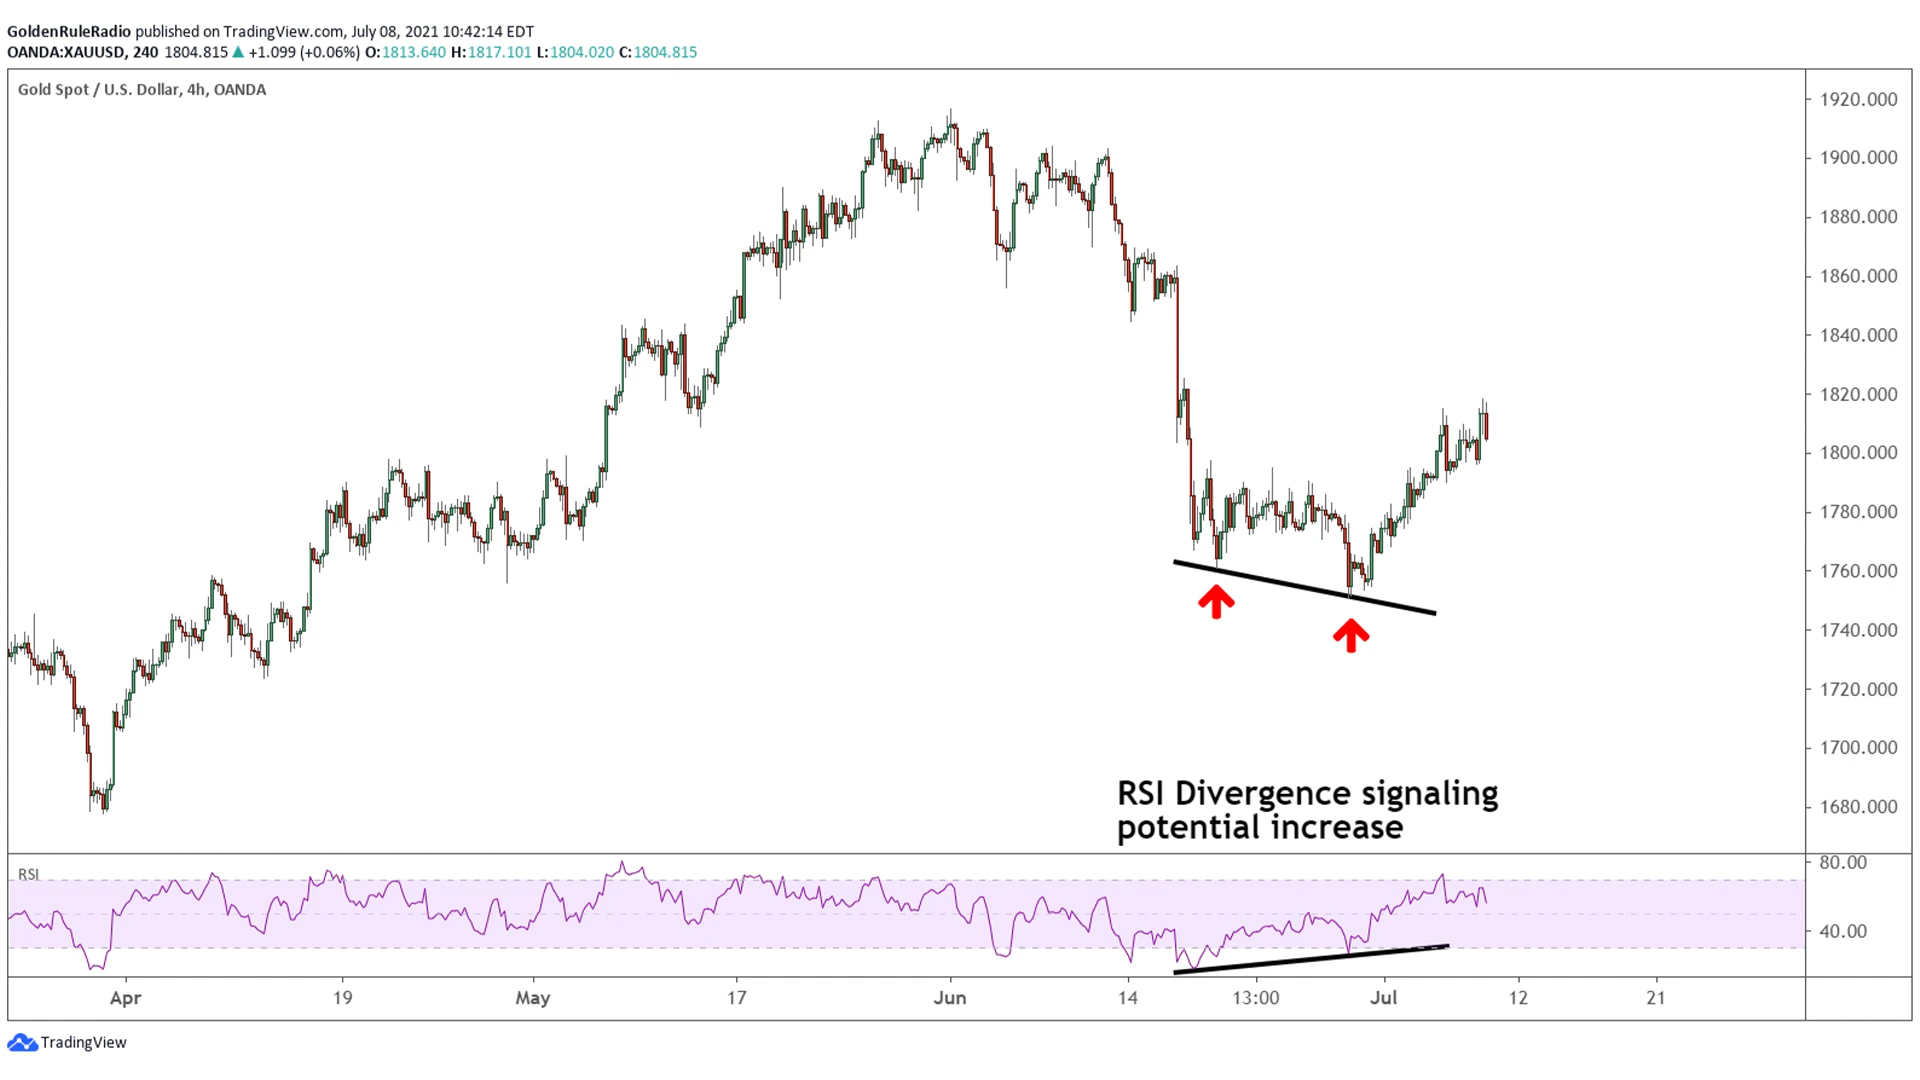 GoldenRuleRadio published on TradingView.com, July 08, 2021 10:42:14 EDT
OANDA:XAUUSD, 240 1804.815 ▲ +1.099 (+0.06%) O:1813.640 H:1817.101 L:1804.020 C:1804.815
Gold Spot / U.S. Dollar, 4h, OANDA
1920.000
1900.000
1880.000
1860.000
1840.000
1820.000
1800.000
1780.000
1760.000
1740.000
1720.000
1700.000
1680.000
RSI Divergence signaling
potential increase
RSI
80.00
40.00
Apr 19 May 17 Jun 14 13:00 Jul 12 21
TradingView